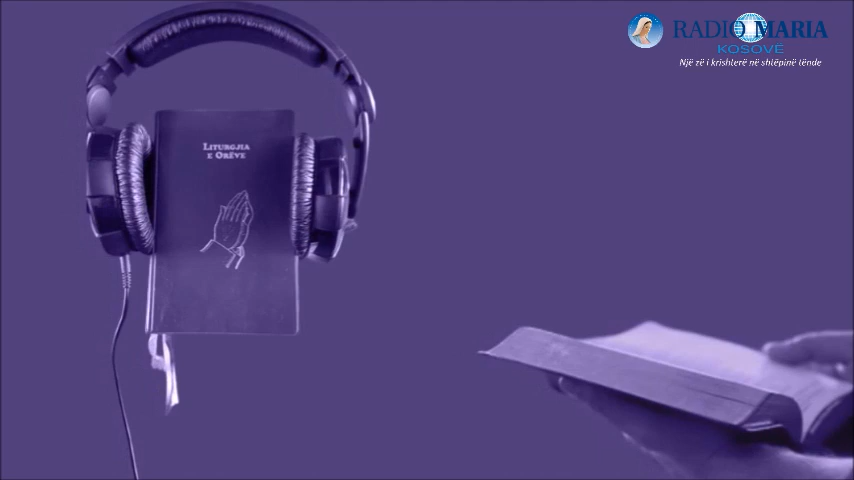 LITURGJIA
E ORËVE
RADIO MARIA
KOSOVË
Një zë i krishterë në shtëpinë tënde